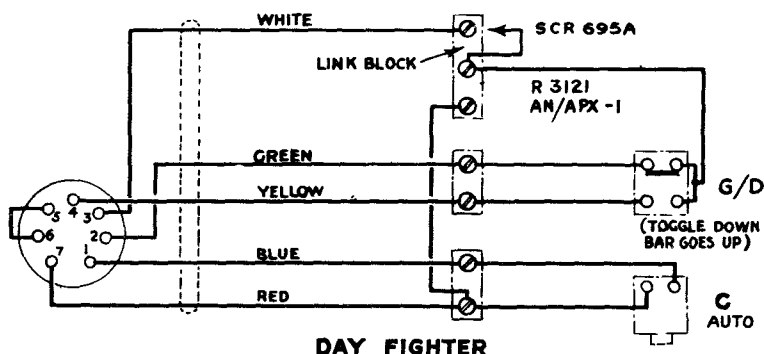 WHITE
SCR 695A
LINK BLOCK
R 3121
AN/APX-1
GREEN
YELLOW
G/D
(TOGGLE DOWN
BAR GOES UP)
5
4
3
6
2
7
1
BLUE
RED
C
AUTO
DAY FIGHTER